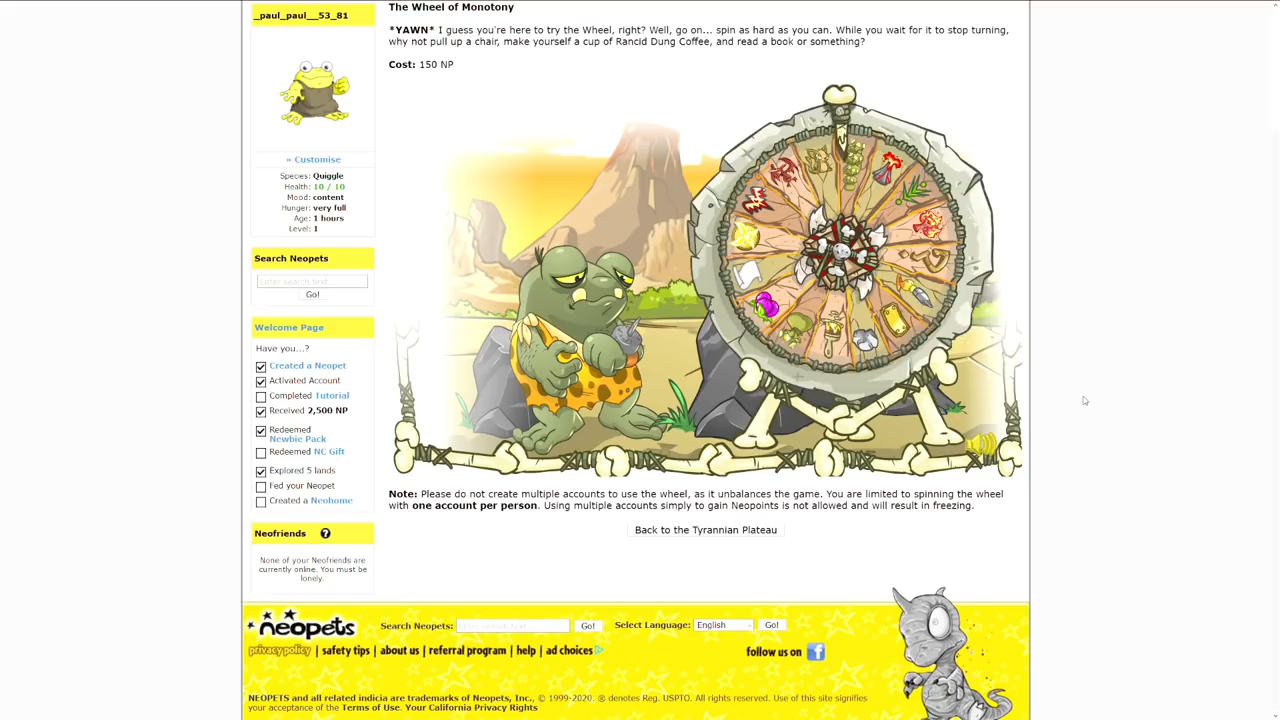 _paul_paul__53_81
» Customise
Species: Quiggle
Health: 10 / 10
Mood: content
Hunger: very full
Age: 1 hours
Level: 1
Search Neopets
Enter search text
Go!
Welcome Page
Have you...?
Created a Neopet
Activated Account
Completed Tutorial
Received 2,500 NP
Redeemed
Newbie Pack
Redeemed NC Gift
Explored 5 lands
Fed your Neopet
Created a Neohome
Neofriends ?
None of your Neofriends are
currently online. You must be
lonely.
The Wheel of Monotony
*YAWN* I guess you're here to try the Wheel, right? Well, go on... spin as hard as you can. While you wait for it to stop turning,
why not pull up a chair, make yourself a cup of Rancid Dung Coffee, and read a book or something?
Cost: 150 NP
Note: Please do not create multiple accounts to use the wheel, as it unbalances the game. You are limited to spinning the wheel
with one account per person. Using multiple accounts simply to gain Neopoints is not allowed and will result in freezing.
Back to the Tyrannian Plateau
neopets
Search Neopets: Enter search text Go! Select Language: English Go!
privacy policy | safety tips | about us | referral program | help | ad choices
follow us on f
NEOPETS and all related indicia are trademarks of Neopets, Inc., © 1999-2020. ® denotes Reg. USPTO. All rights reserved. Use of this site signifies
your acceptance of the Terms of Use. Your California Privacy Rights